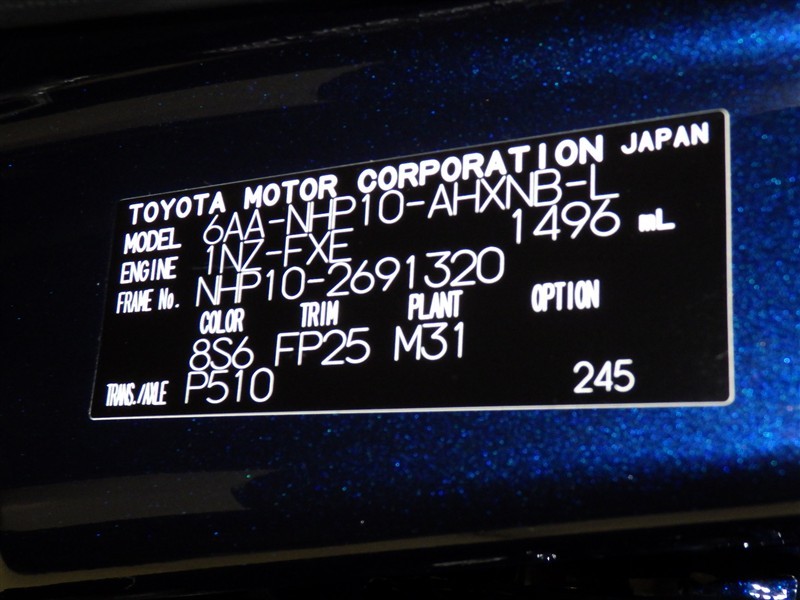 TOYOTA MOTOR CORPORATION JAPAN
MODEL 6AA-NHP10-AHXNB-L
ENGINE 1NZ-FXE 1496 mL
FRAME No. NHP10-2691320
COLOR TRIM PLANT OPTION
8S6 FP25 M31
TRANS./AXLE P510 245